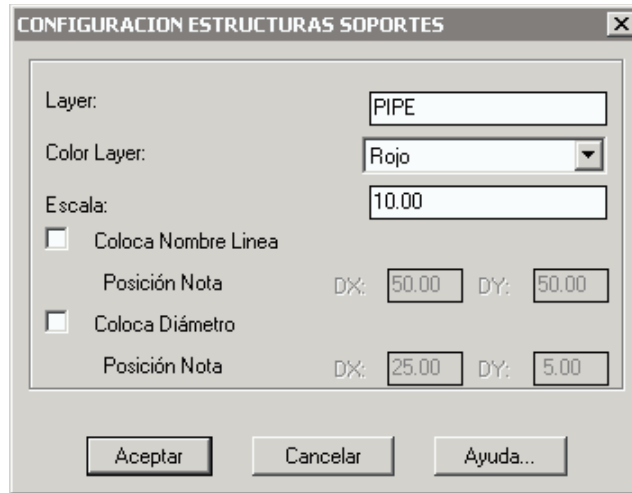 CONFIGURACION ESTRUCTURAS SOPORTES
Layer: PIPE
Color Layer: Rojo
Escala: 10.00
Coloca Nombre Linea
Posición Nota DX: 50.00 DY: 50.00
Coloca Diámetro
Posición Nota DX: 25.00 DY: 5.00
Aceptar Cancelar Ayuda...